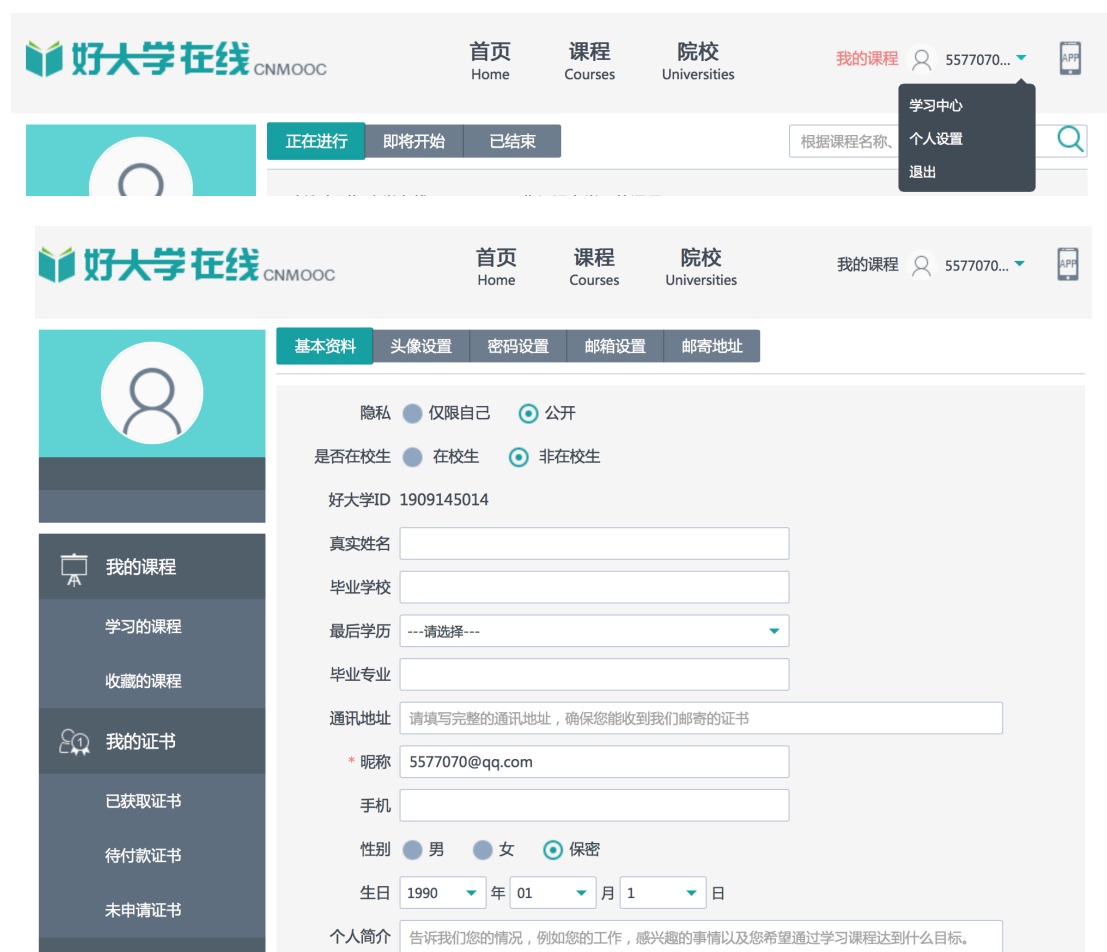 好大学在线 CNMOOC
首页 课程 院校
Home Courses Universities
我的课程 5577070... APP
学习中心
个人设置
退出
正在进行 即将开始 已结束
根据课程名称、
好大学在线 CNMOOC
首页 课程 院校
Home Courses Universities
我的课程 5577070... APP
基本资料 头像设置 密码设置 邮箱设置 邮寄地址
我的课程
学习的课程
收藏的课程
1 我的证书
已获取证书
待付款证书
未申请证书
隐私 仅限自己 公开
是否在校生 在校生 非在校生
好大学ID 1909145014
真实姓名
毕业学校
最后学历 ---请选择---
毕业专业
通讯地址 请填写完整的通讯地址，确保您能收到我们邮寄的证书
* 昵称 5577070@qq.com
手机
性别 男 女 保密
生日 1990 年 01 月 1 日
个人简介 告诉我们您的情况，例如您的工作，感兴趣的事情以及您希望通过学习课程达到什么目标。